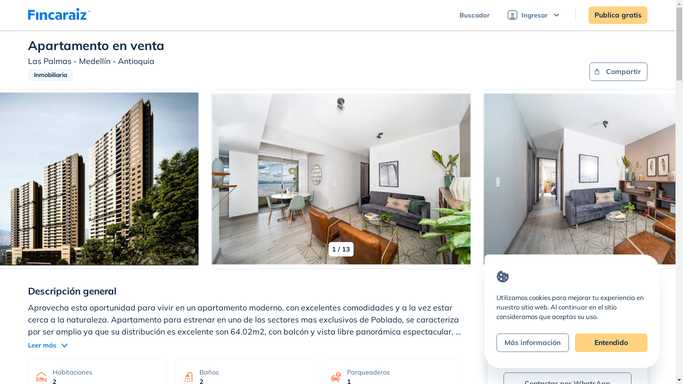 Fincaraiz
Buscador
Ingresar
Publica gratis
Apartamento en venta
Las Palmas - Medellín - Antioquia
Inmobiliaria
Compartir
1 / 13
Descripción general
Aprovecha esta oportunidad para vivir en un apartamento moderno, con excelentes comodidades y a la vez estar
cerca a la naturaleza. Apartamento para estrenar en uno de los sectores mas exclusivos de Poblado, se caracteriza
por ser amplio ya que su distribución es excelente son 64.02m2, con balcón y vista libre panorámica espectacular, ...
Leer más
Habitaciones
2
Baños
2
Parqueaderos
1
Utilizamos cookies para mejorar tu experiencia en
nuestro sitio web. Al continuar en el sitio
consideramos que aceptas su uso.
Más información
Entendido
Contactar por WhatsApp